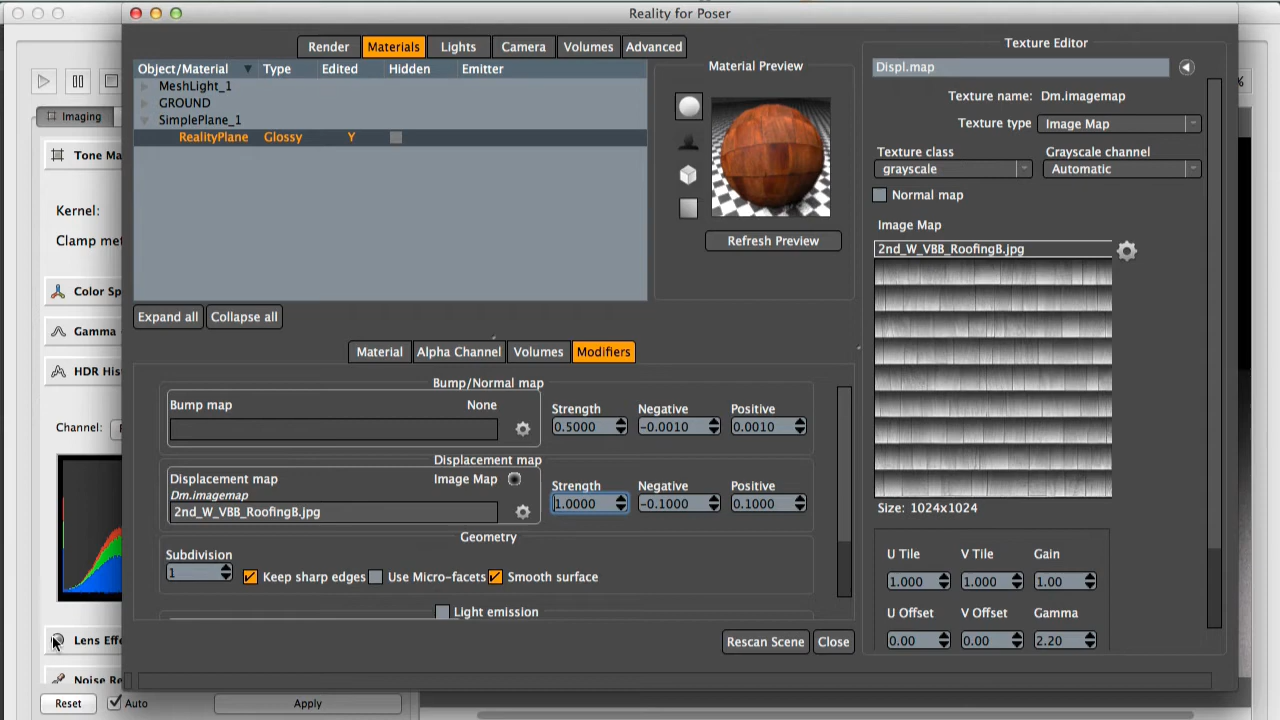 Reality for Poser
Render
Materials
Lights
Camera
Volumes
Advanced
Object/Material
Type
Edited
Hidden
Emitter
MeshLight_1
GROUND
SimplePlane_1
RealityPlane
Glossy
Y
Expand all
Collapse all
Material Preview
Refresh Preview
Texture Editor
Displ.map
Texture name: Dm.imagemap
Texture type
Image Map
Texture class
Grayscale channel
grayscale
Automatic
Normal map
Image Map
2nd_W_VBB_RoofingB.jpg
Size: 1024x1024
U Tile
V Tile
Gain
1.000
1.000
1.00
U Offset
V Offset
Gamma
0.00
0.00
2.20
Material
Alpha Channel
Volumes
Modifiers
Bump/Normal map
Bump map
None
Strength
Negative
Positive
0.5000
-0.0010
0.0010
Displacement map
Displacement map
Image Map
Dm.imagemap
2nd_W_VBB_RoofingB.jpg
Strength
Negative
Positive
1.0000
-0.1000
0.1000
Geometry
Subdivision
1
Keep sharp edges
Use Micro-facets
Smooth surface
Light emission
Rescan Scene
Close
Imaging
Tone Ma
Kernel:
Clamp met
Color Sp
Gamma
HDR His
Channel:
Lens Effe
Noise Re
Reset
Auto
Apply
%